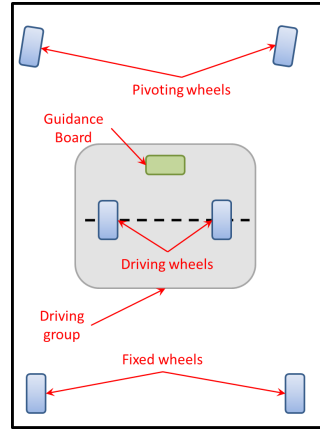 Pivoting wheels
Guidance
Board
Driving wheels
Driving
group
Fixed wheels